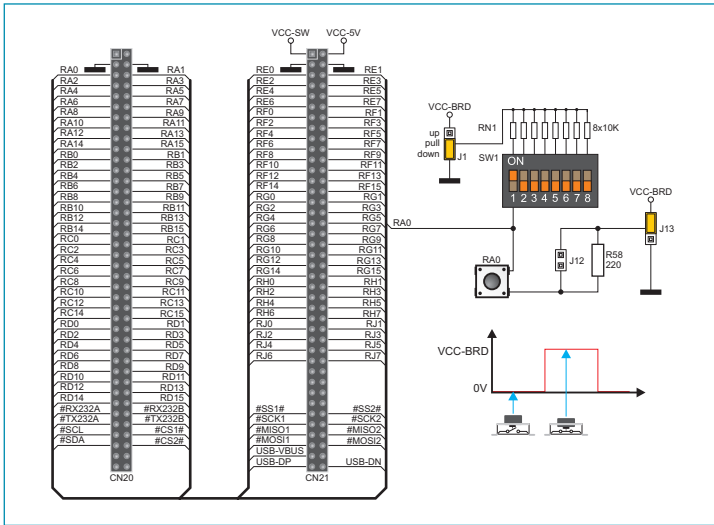 VCC-SW VCC-5V
RA0 RA1
RA2 RA3
RA4 RA5
RA6 RA7
RA8 RA9
RA10 RA11
RA12 RA13
RA14 RA15
RB0 RB1
RB2 RB3
RB4 RB5
RB6 RB7
RB8 RB9
RB10 RB11
RB12 RB13
RB14 RB15
RC0 RC1
RC2 RC3
RC4 RC5
RC6 RC7
RC8 RC9
RC10 RC11
RC12 RC13
RC14 RC15
RD0 RD1
RD2 RD3
RD4 RD5
RD6 RD7
RD8 RD9
RD10 RD11
RD12 RD13
RD14 RD15
#RX232A #RX232B
#TX232A #TX232B
#SCL #CS1#
#SDA #CS2#
CN20
RE0 RE1
RE2 RE3
RE4 RE5
RE6 RE7
RF0 RF1
RF2 RF3
RF4 RF5
RF6 RF7
RF8 RF9
RF10 RF11
RF12 RF13
RF14 RF15
RG0 RG1
RG2 RG3
RG4 RG5
RG6 RG7
RG8 RG9
RG10 RG11
RG12 RG13
RG14 RG15
RH0 RH1
RH2 RH3
RH4 RH5
RH6 RH7
RJ0 RJ1
RJ2 RJ3
RJ4 RJ5
RJ6 RJ7
#SS1# #SS2#
#SCK1 #SCK2
#MISO1 #MISO2
#MOSI1 #MOSI2
USB-VBUS
USB-DP USB-DN
CN21
VCC-BRD
up
pull
down
J1
RN1
8x10K
SW1
ON
1 2 3 4 5 6 7 8
RA0
VCC-BRD
J13
J12
R58
220
RA0
VCC-BRD
0V